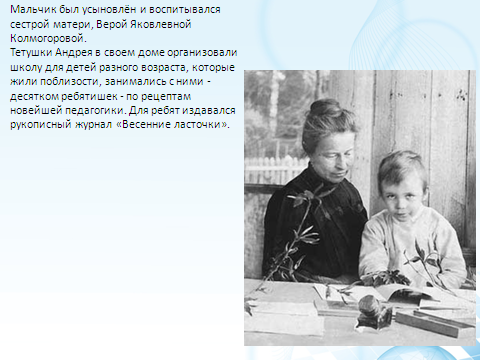 Мальчик был усыновлён и воспитывался
сестрой матери, Верой Яковлевной
Колмогоровой.
Тетушки Андрея в своем доме организовали
школу для детей разного возраста, которые
жили поблизости, занимались с ними -
десятком ребятишек - по рецептам
новейшей педагогики. Для ребят издавался
рукописный журнал «Весенние ласточки».